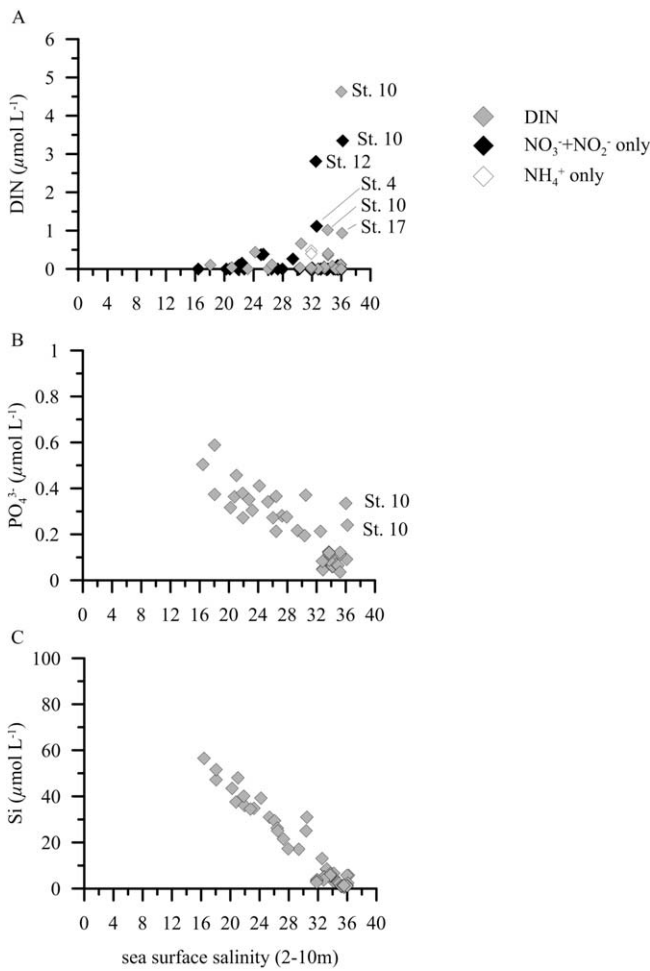 A
6
5
4
3
2
1
0
DIN (µmol L⁻¹)
St. 10
St. 10
St. 12
St. 4
St. 10
St. 17
0 4 8 12 16 20 24 28 32 36 40
DIN
NO₃⁻+NO₂⁻ only
NH₄⁺ only
B
1
0.8
0.6
0.4
0.2
0
PO₄³⁻ (µmol L⁻¹)
St. 10
St. 10
0 4 8 12 16 20 24 28 32 36 40
C
100
80
60
40
20
0
Si (µmol L⁻¹)
0 4 8 12 16 20 24 28 32 36 40
sea surface salinity (2-10m)